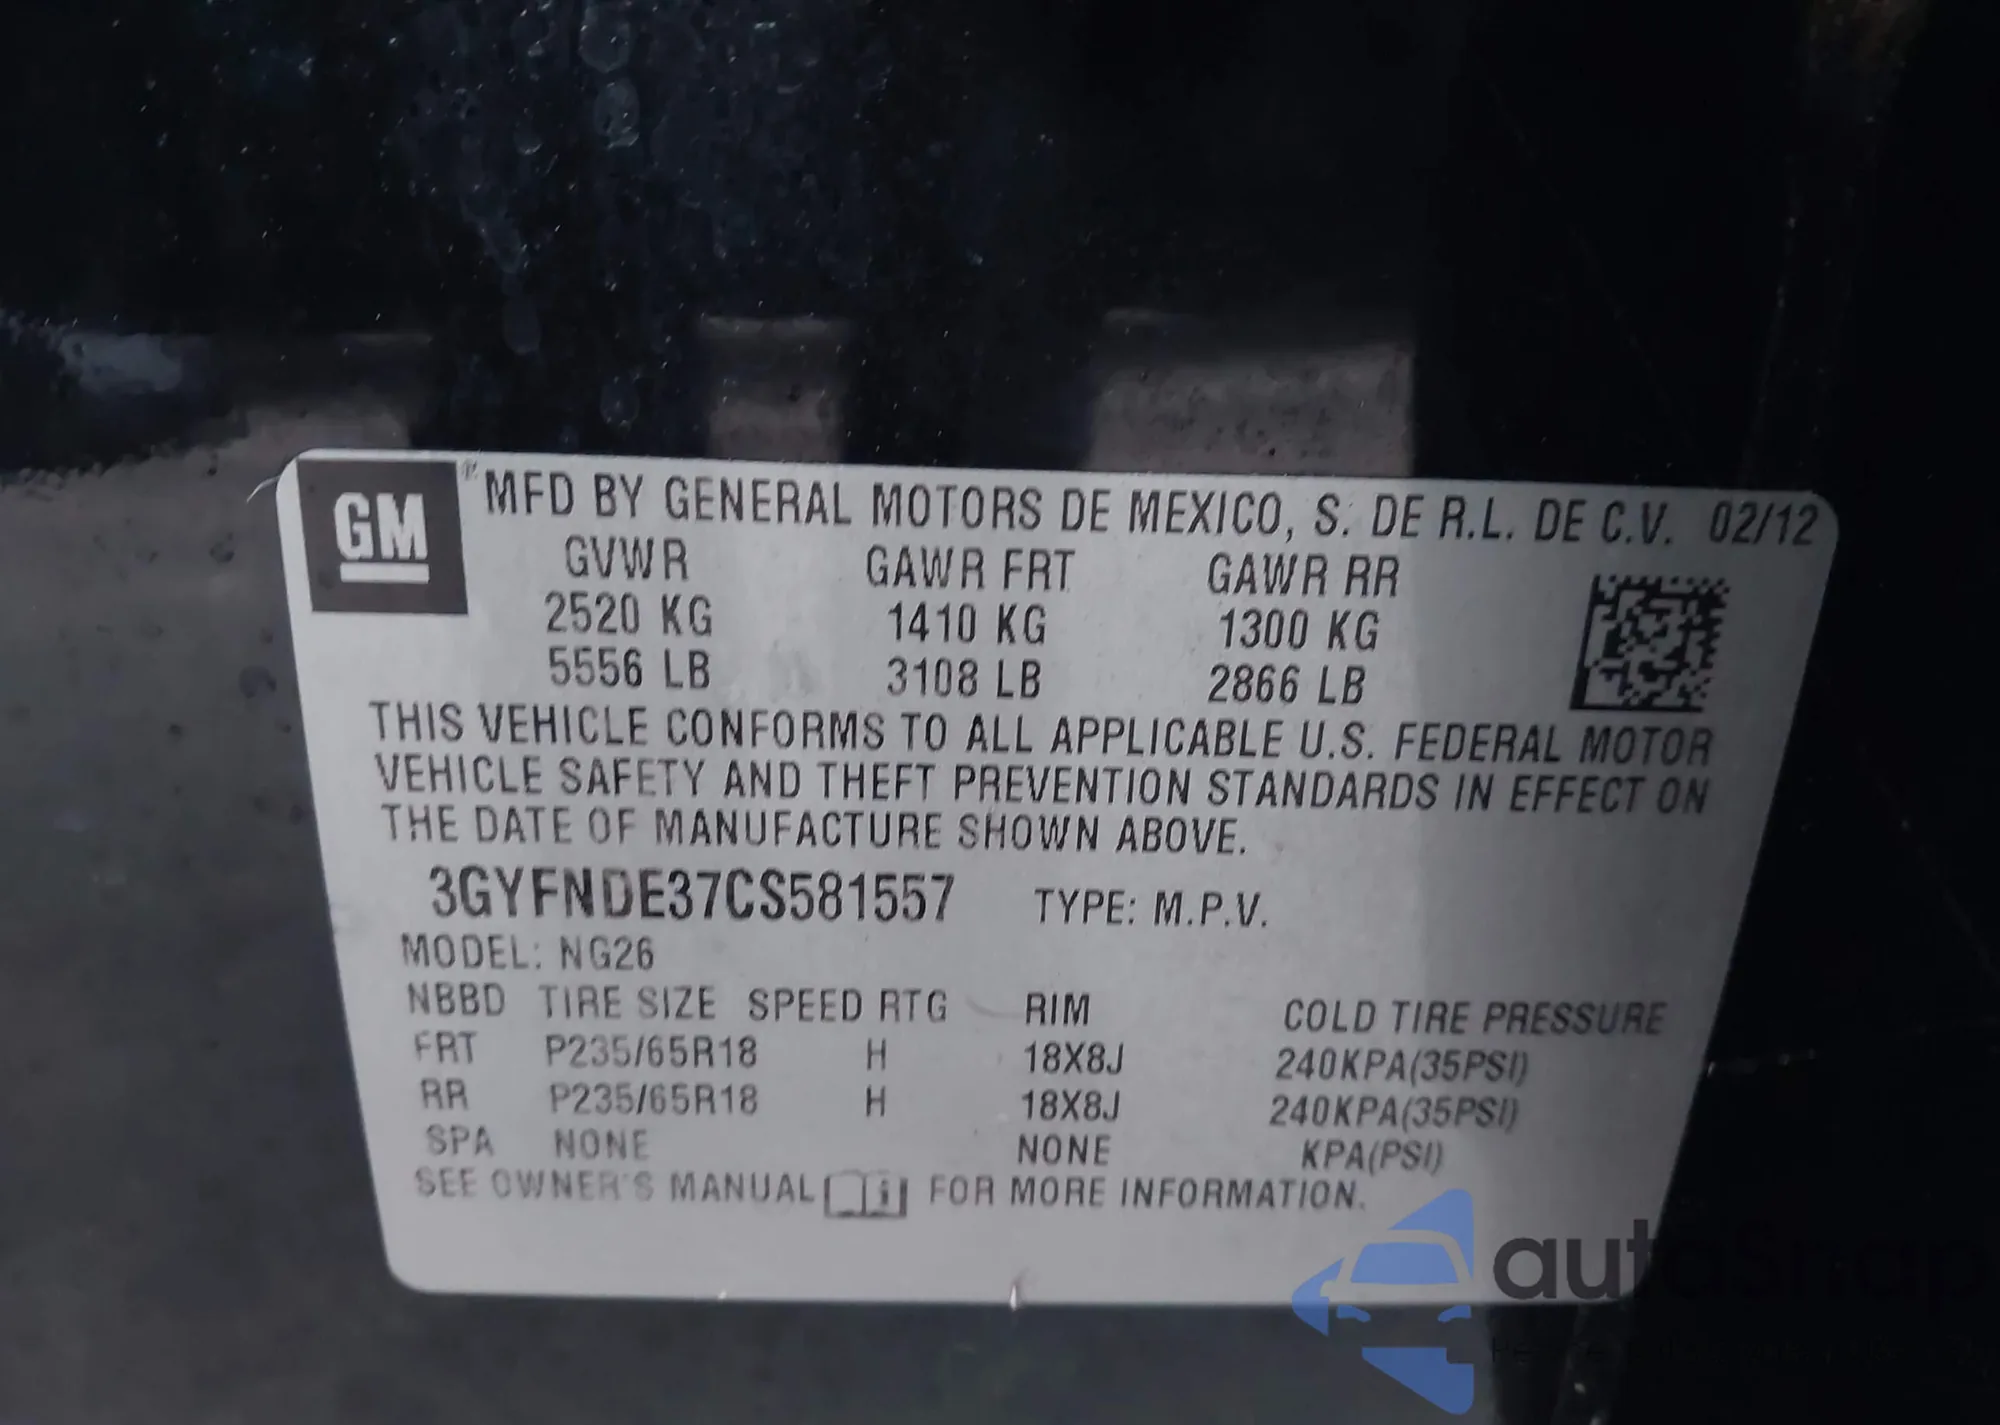 GM
® MFD BY GENERAL MOTORS DE MEXICO, S. DE R.L. DE C.V. 02/12
GVWR GAWR FRT GAWR RR
2520 KG 1410 KG 1300 KG
5556 LB 3108 LB 2866 LB
THIS VEHICLE CONFORMS TO ALL APPLICABLE U.S. FEDERAL MOTOR
VEHICLE SAFETY AND THEFT PREVENTION STANDARDS IN EFFECT ON
THE DATE OF MANUFACTURE SHOWN ABOVE.
3GYFNDE37CS581557 TYPE: M.P.V.
MODEL: NG26
NBBD TIRE SIZE SPEED RTG RIM COLD TIRE PRESSURE
FRT P235/65R18 H 18X8J 240KPA(35PSI)
RR P235/65R18 H 18X8J 240KPA(35PSI)
SPA NONE NONE KPA(PSI)
SEE OWNER'S MANUAL FOR MORE INFORMATION.
autoSnap